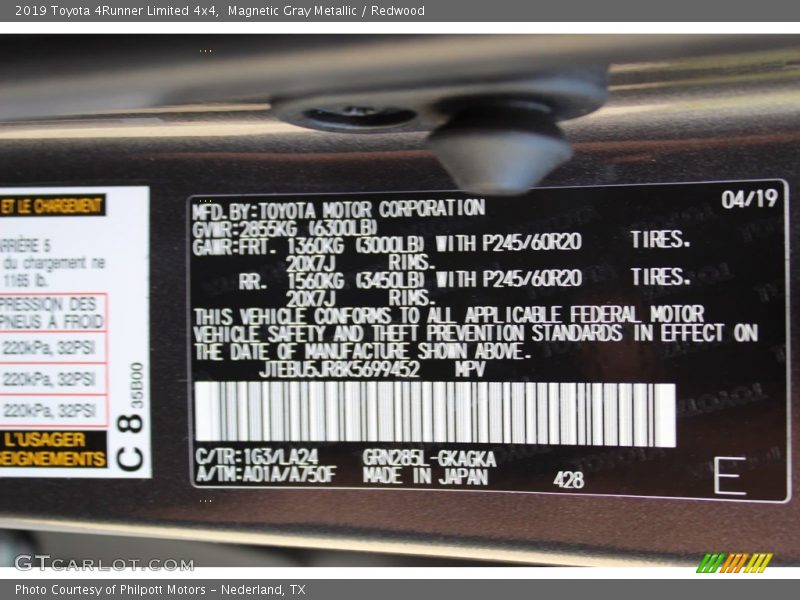 2019 Toyota 4Runner Limited 4x4,  Magnetic Gray Metallic / Redwood
ET LE CHARGEMENT
ARRIÈRE 5
du chargement ne
1165 lb.
PRESSION DES
PNEUS À FROID
220kPa, 32PSI
220kPa, 32PSI
220kPa, 32PSI
L'USAGER
SEIGNEMENTS
C 8 35B00
04/19
MFD.BY:TOYOTA MOTOR CORPORATION
GVWR:2855KG (6300LB)
GAWR:FRT. 1360KG (3000LB) WITH P245/60R20 TIRES.
20X7J RIMS.
RR. 1560KG (3450LB) WITH P245/60R20 TIRES.
20X7J RIMS.
THIS VEHICLE CONFORMS TO ALL APPLICABLE FEDERAL MOTOR
VEHICLE SAFETY AND THEFT PREVENTION STANDARDS IN EFFECT ON
THE DATE OF MANUFACTURE SHOWN ABOVE.
JTEBU5JR8K5699452 MPV
C/TR:1G3/LA24 GRN285L-GKAGKA
A/TM:A01A/A750F MADE IN JAPAN 428 E
GTCARLOT.COM
Photo Courtesy of Philpott Motors - Nederland, TX